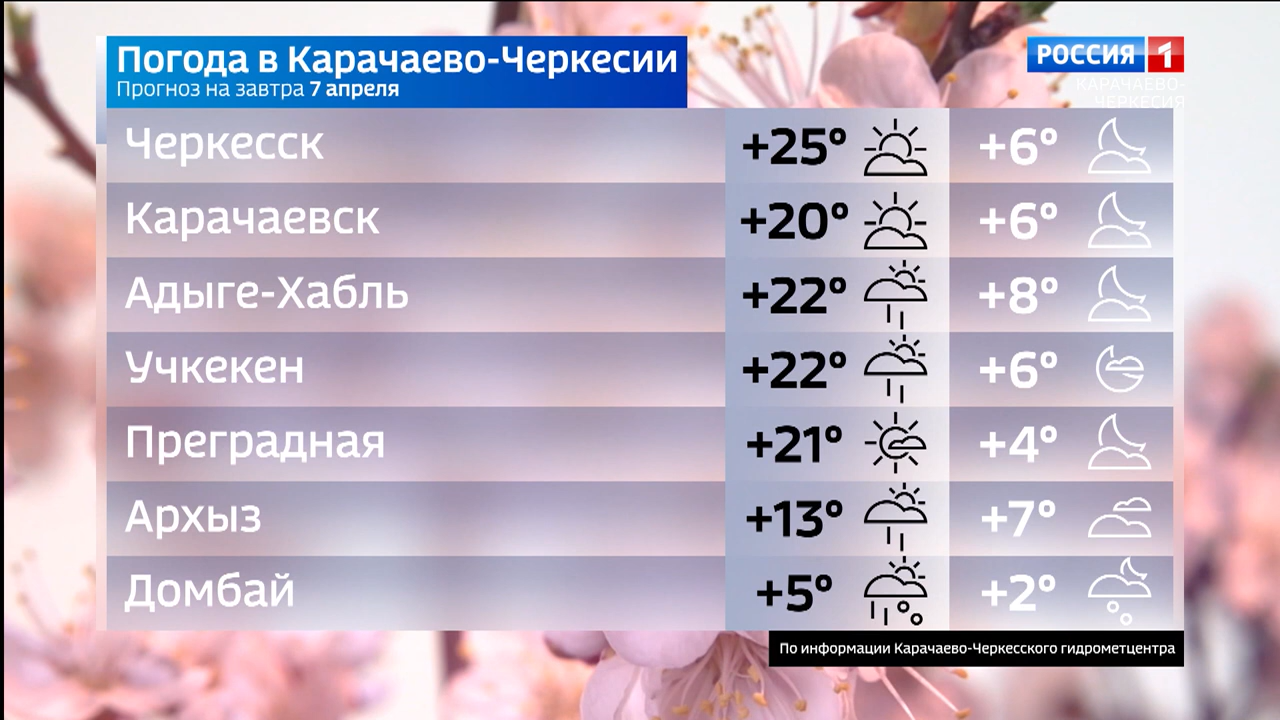 Погода в Карачаево-Черкесии
Прогноз на завтра 7 апреля
РОССИЯ 1
КАРАЧАЕВО-
ЧЕРКЕСИЯ
Черкесск +25° +6°
Карачаевск +20° +6°
Адыге-Хабль +22° +8°
Учкекен +22° +6°
Преградная +21° +4°
Архыз +13° +7°
Домбай +5° +2°
По информации Карачаево-Черкесского гидрометцентра